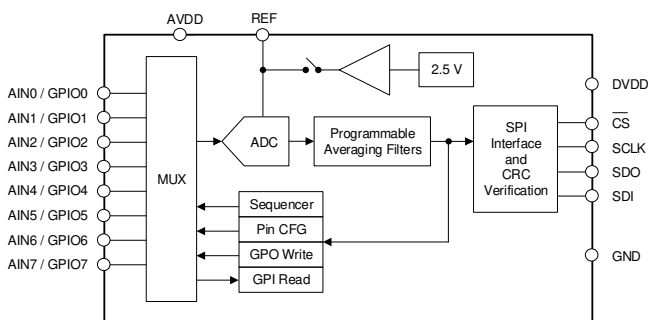 AVDD
REF
2.5 V
AIN0 / GPIO0
AIN1 / GPIO1
AIN2 / GPIO2
AIN3 / GPIO3
AIN4 / GPIO4
AIN5 / GPIO5
AIN6 / GPIO6
AIN7 / GPIO7
MUX
ADC
Programmable
Averaging Filters
Sequencer
Pin CFG
GPO Write
GPI Read
SPI
Interface
and
CRC
Verification
DVDD
CS
SCLK
SDO
SDI
GND